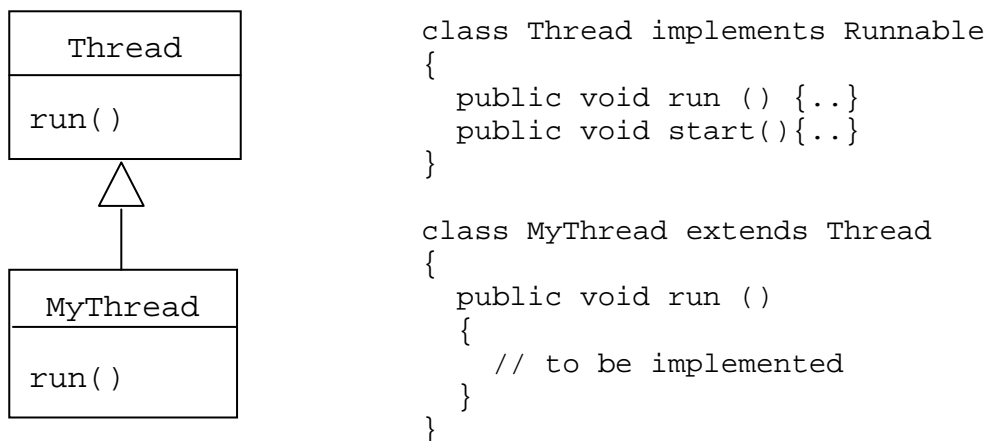 Thread
run()
MyThread
run()
class Thread implements Runnable
{
  public void run () {..}
  public void start(){..}
}
class MyThread extends Thread
{
  public void run ()
  {
    // to be implemented
  }
}